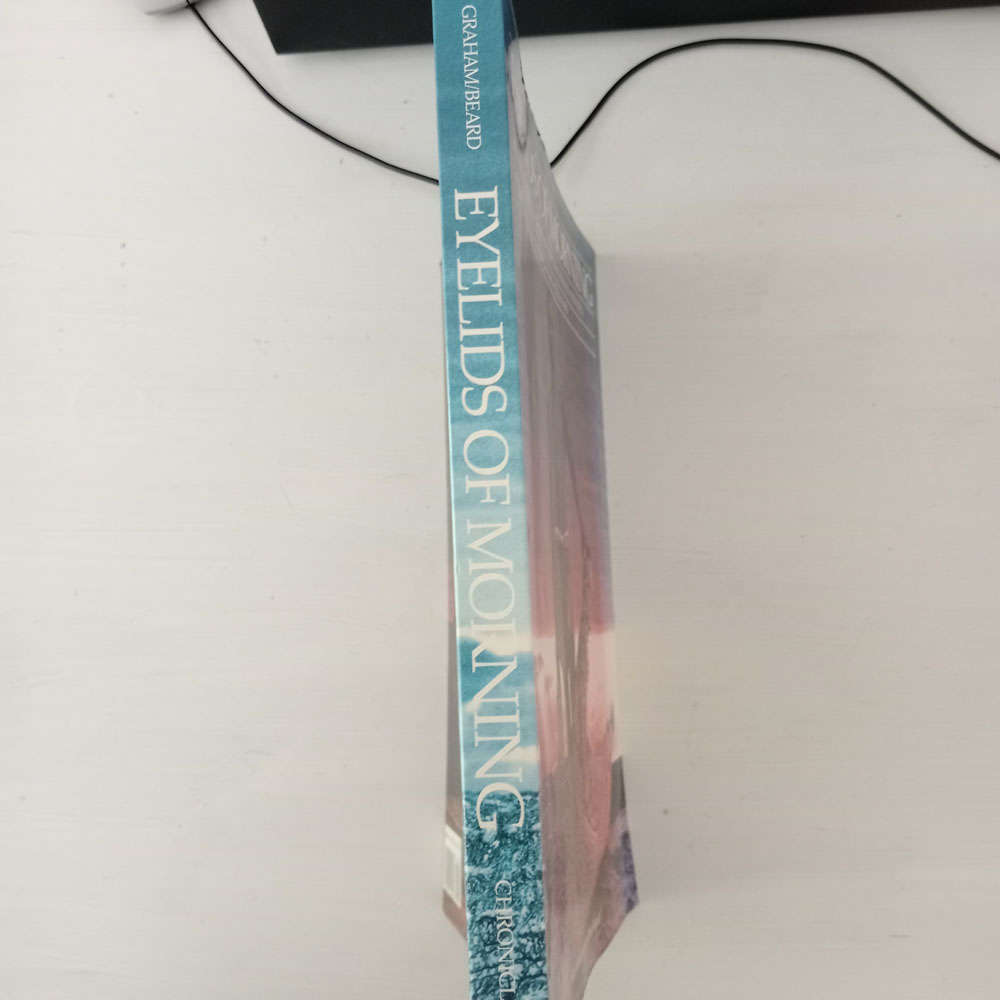 GRAHAM/BEARD
EYELIDS OF MORNING
CHRONICL